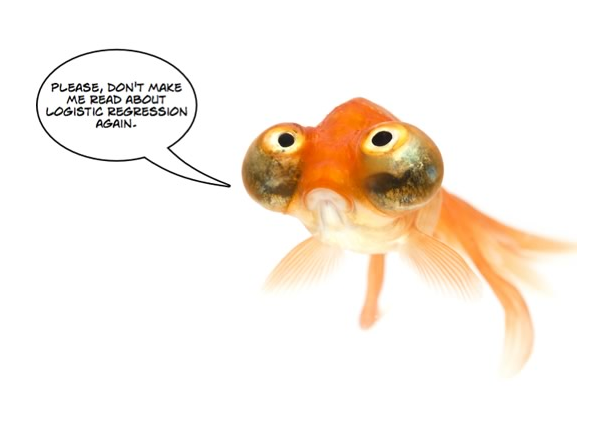 PLEASE, DON'T MAKE
ME READ ABOUT
LOGISTIC REGRESSION
AGAIN.